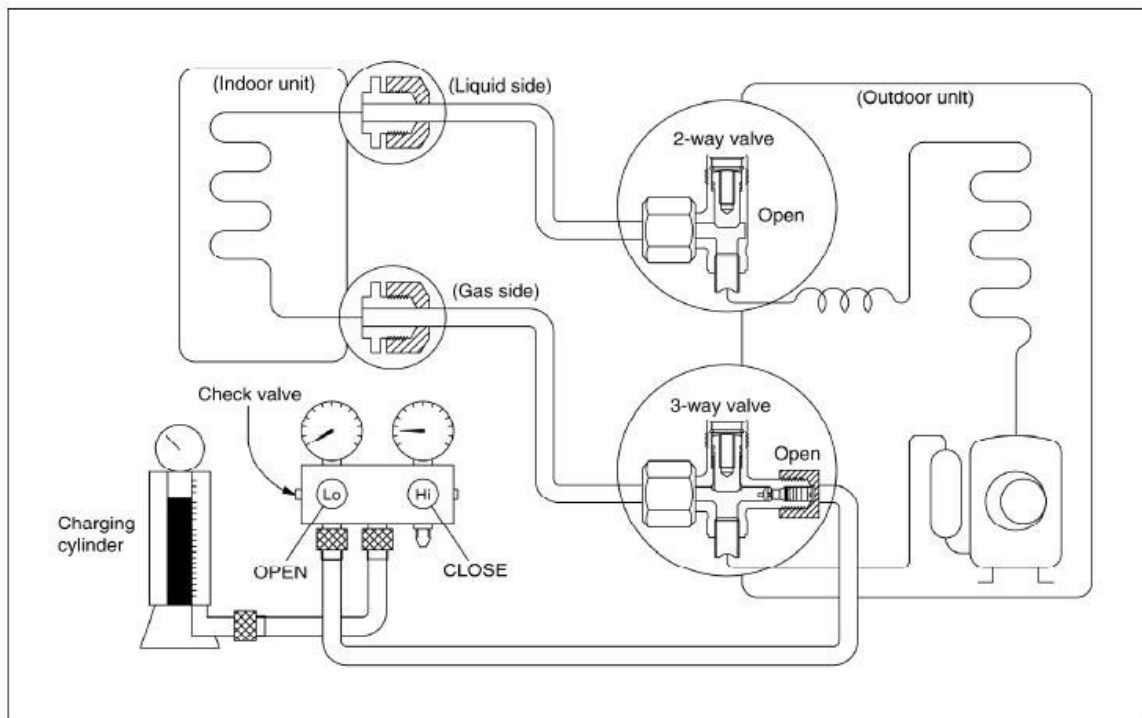 (Indoor unit)
(Liquid side)
(Outdoor unit)
2-way valve
Open
(Gas side)
Check valve
3-way valve
Open
Lo
Hi
Charging
cylinder
OPEN
CLOSE